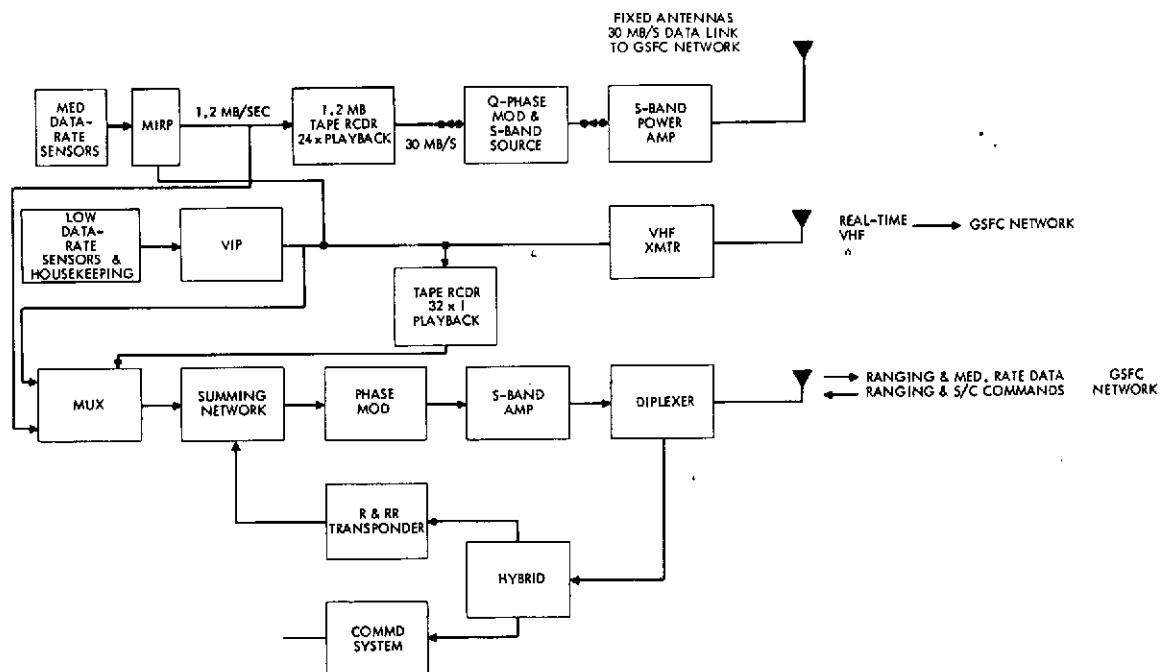 FIXED ANTENNAS
30 MB/S DATA LINK
TO GSFC NETWORK
MED
DATA-
RATE
SENSORS
MIRP
1,2 MB/SEC
1,2 MB
TAPE RCDR
24 x PLAYBACK
30 MB/S
Q-PHASE
MOD &
S-BAND
SOURCE
S-BAND
POWER
AMP
LOW
DATA-
RATE
SENSORS &
HOUSEKEEPING
VIP
VHF
XMTR
REAL-TIME
VHF
GSFC NETWORK
TAPE RCDR
32 x 1
PLAYBACK
MUX
SUMMING
NETWORK
PHASE
MOD
S-BAND
AMP
DIPLEXER
RANGING & MED. RATE DATA
RANGING & S/C COMMANDS
GSFC
NETWORK
R & RR
TRANSPONDER
HYBRID
COMMD
SYSTEM